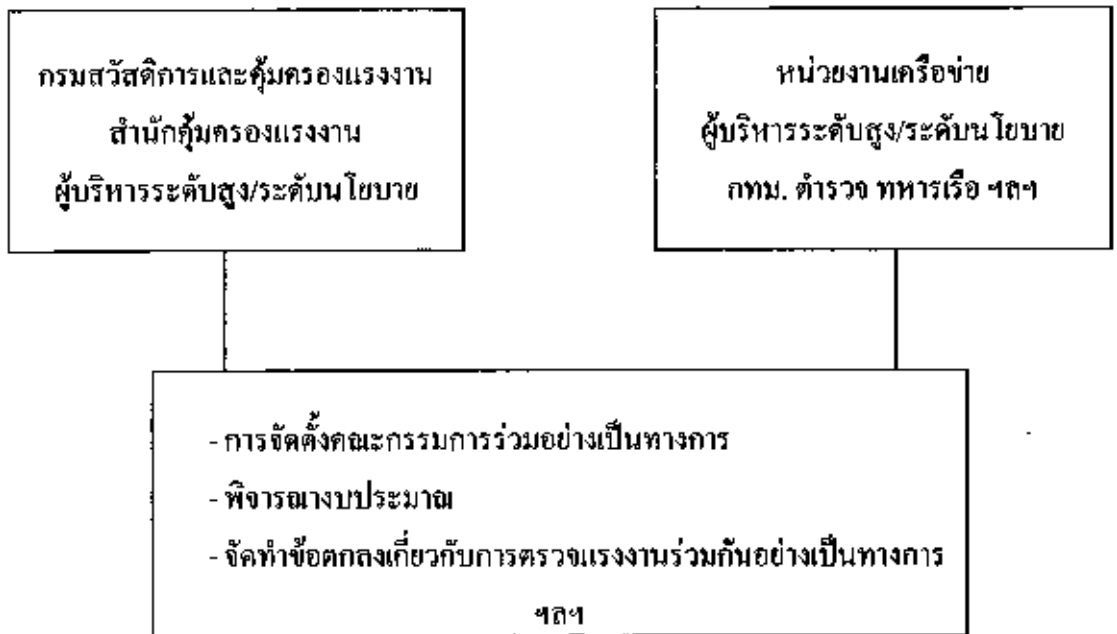 กรมสวัสดิการและคุ้มครองแรงงาน
สำนักคุ้มครองแรงงาน
ผู้บริหารระดับสูง/ระดับนโยบาย
หน่วยงานเครือข่าย
ผู้บริหารระดับสูง/ระดับนโยบาย
กทม. ตำรวจ ทหารเรือ ฯลฯ
- การจัดตั้งคณะกรรมการร่วมอย่างเป็นทางการ
- พิจารณางบประมาณ
- จัดทำข้อตกลงเกี่ยวกับการตรวจแรงงานร่วมกันอย่างเป็นทางการ
ฯลฯ